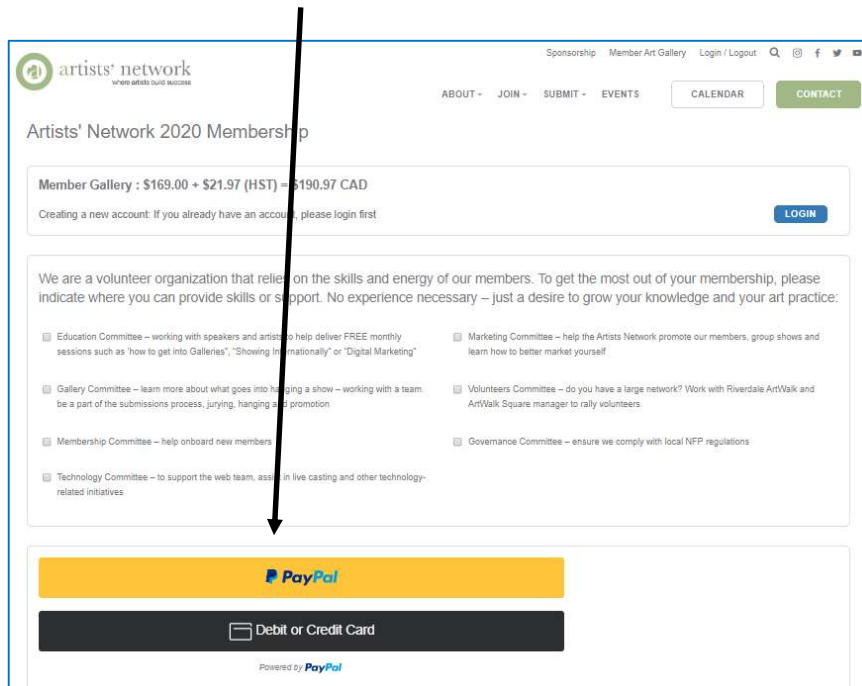 Sponsorship Member Art Gallery Login / Logout
artists' network
where artists build success
ABOUT JOIN SUBMIT EVENTS CALENDAR CONTACT
Artists' Network 2020 Membership
Member Gallery : $169.00 + $21.97 (HST) = $190.97 CAD
Creating a new account: If you already have an account, please login first
LOGIN
We are a volunteer organization that relies on the skills and energy of our members. To get the most out of your membership, please
indicate where you can provide skills or support. No experience necessary – just a desire to grow your knowledge and your art practice:
Education Committee – working with speakers and artists to help deliver FREE monthly
sessions such as 'how to get into Galleries", "Showing Internationally" or "Digital Marketing"
Marketing Committee – help the Artists Network promote our members, group shows and
learn how to better market yourself
Gallery Committee – learn more about what goes into hanging a show – working with a team
be a part of the submissions process, jurying, hanging and promotion
Volunteers Committee – do you have a large network? Work with Riverdale ArtWalk and
ArtWalk Square manager to rally volunteers
Membership Committee – help onboard new members
Governance Committee – ensure we comply with local NFP regulations
Technology Committee – to support the web team, assist in live casting and other technology-
related initiatives
PayPal
Debit or Credit Card
Powered by PayPal